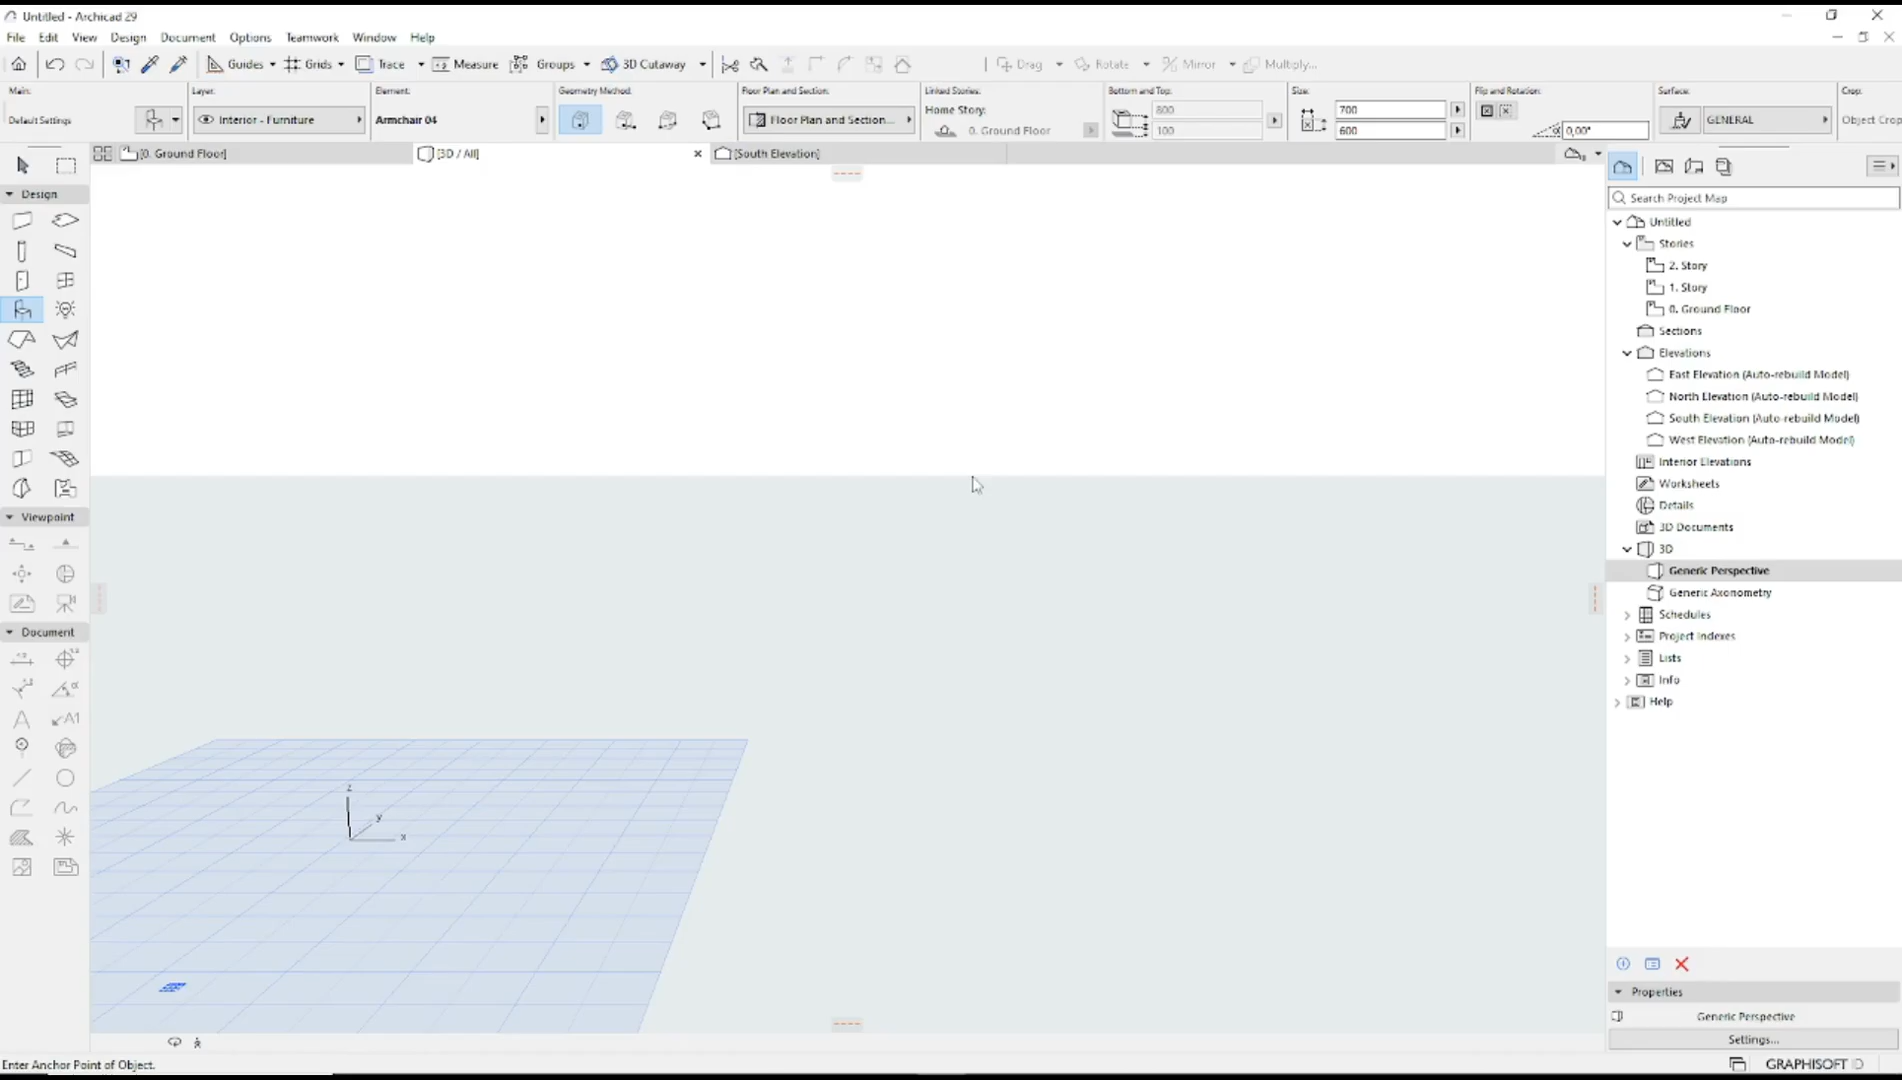 Untitled - Archicad 29
File Edit View Design Document Options Teamwork Window Help
Guides Grids Trace Measure Groups 3D Cutaway Drag Rotate Mirror Multiply...
Main: Layer: Element: Geometry Method: Floor Plan and Section: Linked Stories: Bottom and Top: Size: Flip and Rotation: Surface: Crop:
Home Story: 800 700
Default Settings Interior - Furniture Armchair 04 Floor Plan and Section... GENERAL Object Crop
0. Ground Floor 100 600 0,00°
[0. Ground Floor] [3D / All] [South Elevation]
Design
Search Project Map
Untitled
Stories
2. Story
1. Story
0. Ground Floor
Sections
Elevations
East Elevation (Auto-rebuild Model)
North Elevation (Auto-rebuild Model)
South Elevation (Auto-rebuild Model)
West Elevation (Auto-rebuild Model)
Interior Elevations
Worksheets
Details
3D Documents
3D
Generic Perspective
Generic Axonometry
Schedules
Project Indexes
Lists
Info
Help
Viewpoint
Document
A A1
z
y
x
Properties
Generic Perspective
Settings...
Enter Anchor Point of Object.
GRAPHISOFT ID